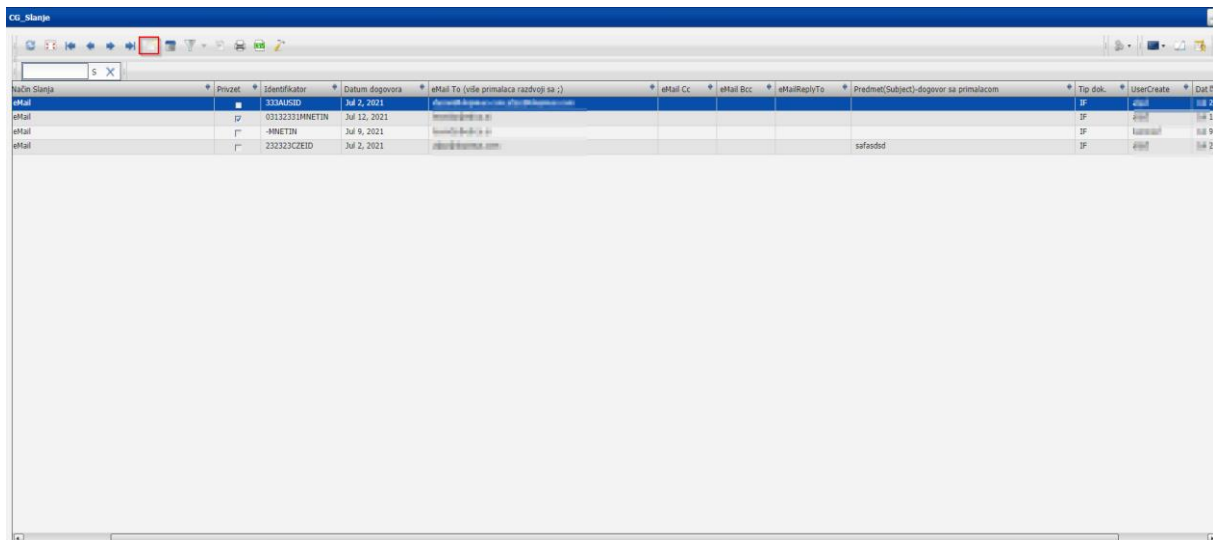 CG_Slanje
S
Način Slanja Privzet Identifikator Datum dogovora eMail To (više primalaca razdvoji sa ;) eMail Cc eMail Bcc eMailReplyTo Predmet(Subject)-dogovor sa primalacom Tip dok. UserCreate Dat
eMail 333AUSID Jul 2, 2021 IF
eMail 03132331MNETIN Jul 12, 2021 IF
eMail -MNETIN Jul 9, 2021 IF
eMail 232323CZEID Jul 2, 2021 safasdsd IF